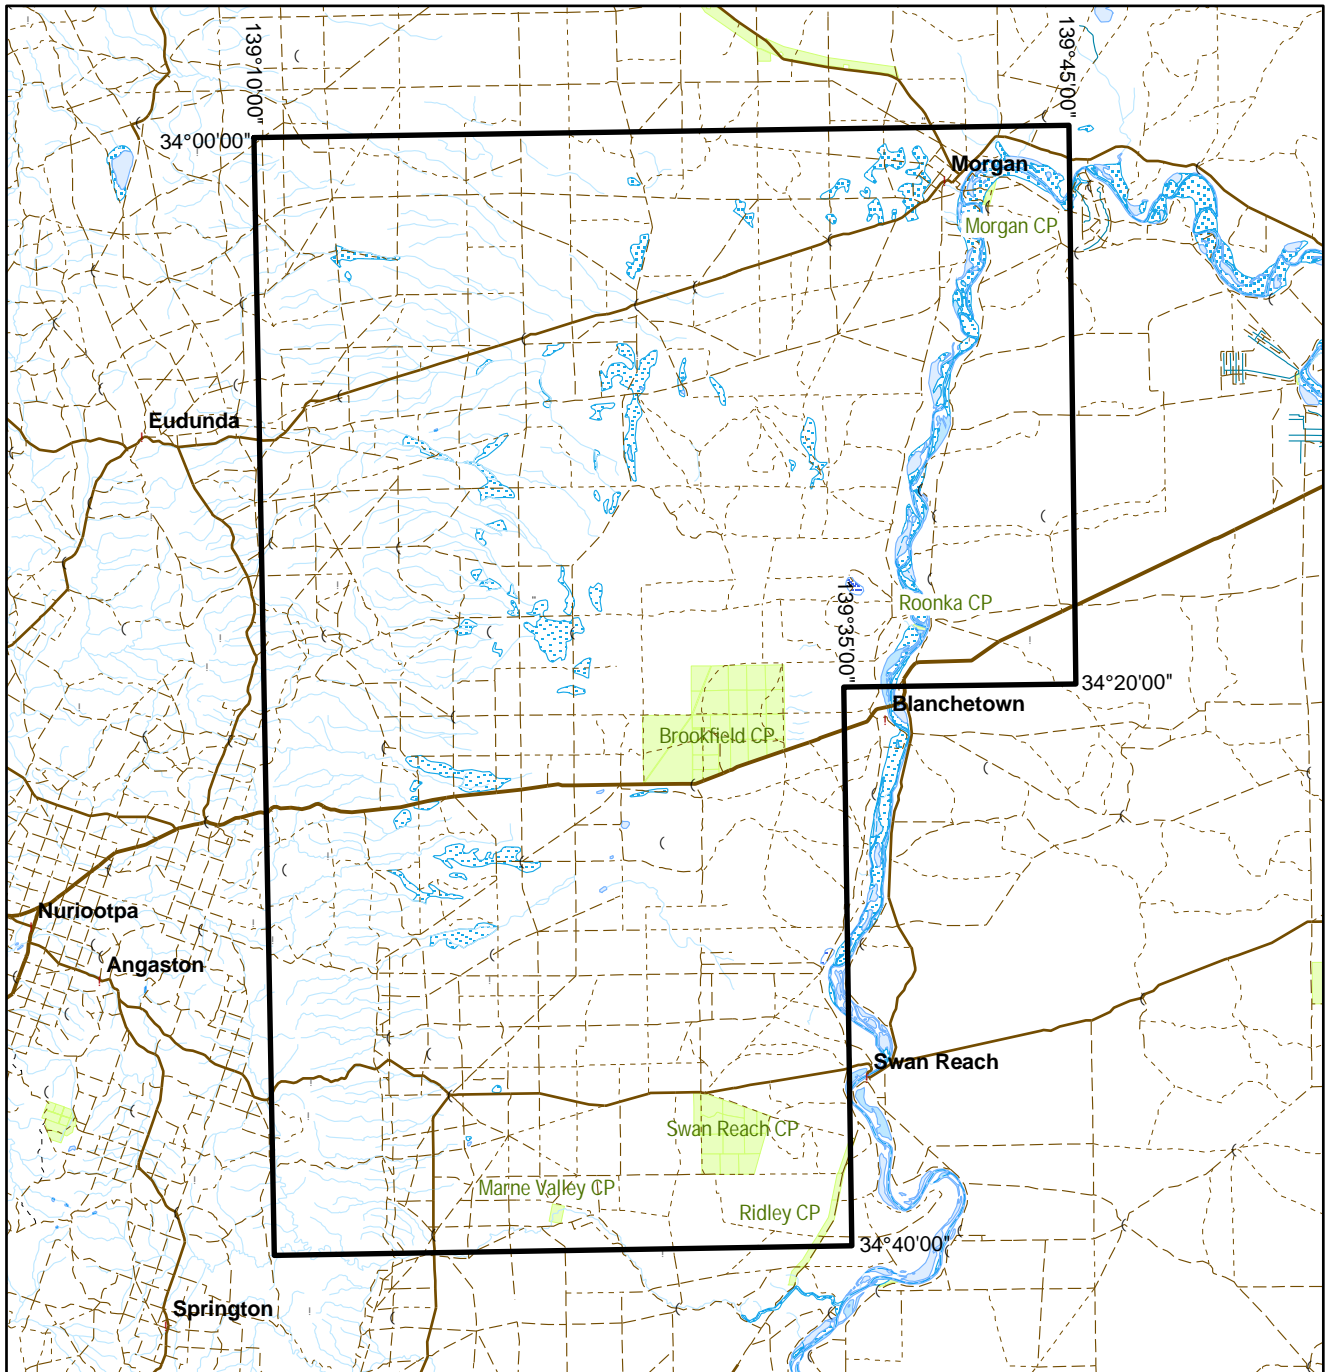 139°10'00"
139°45'00"
34°00'00"
Morgan
Morgan CP
Eudunda
139°35'00"
Roonka CP
34°20'00"
Blanchetown
Brookfield CP
Nuriootpa
Angaston
Swan Reach
Swan Reach CP
Marne Valley CP
Ridley CP
34°40'00"
Springton